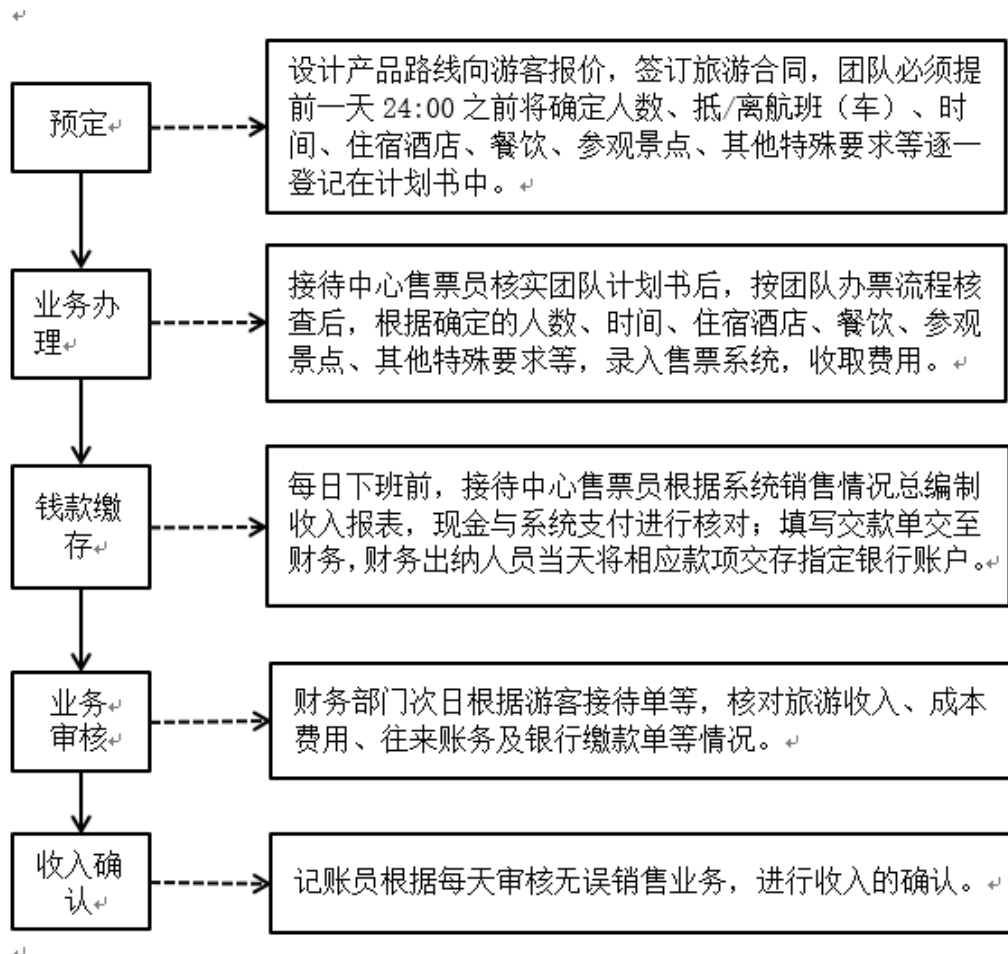 预定
设计产品路线向游客报价，签订旅游合同，团队必须提
前一天 24:00 之前将确定人数、抵/离航班（车）、时
间、住宿酒店、餐饮、参观景点、其他特殊要求等逐一
登记在计划书中。
业务办
理
接待中心售票员核实团队计划书后，按团队办票流程核
查后，根据确定的人数、时间、住宿酒店、餐饮、参观
景点、其他特殊要求等，录入售票系统，收取费用。
钱款缴
存
每日下班前，接待中心售票员根据系统销售情况总编制
收入报表，现金与系统支付进行核对；填写交款单交至
财务，财务出纳人员当天将相应款项交存指定银行账户。
业务
审核
财务部门次日根据游客接待单等，核对旅游收入、成本
费用、往来账务及银行缴款单等情况。
收入确
认
记账员根据每天审核无误销售业务，进行收入的确认。